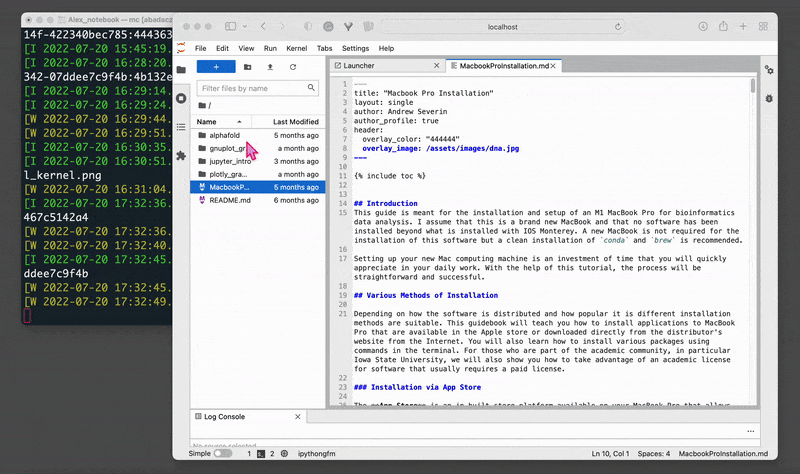 Alex_notebook — mc [abadacz
14f-422340bec785:444363
[I 2022-07-20 15:45:19.
[I 2022-07-20 16:28:20.
342-07ddee7c9f4b:4b132e
[I 2022-07-20 16:29:14.
[I 2022-07-20 16:29:24.
[W 2022-07-20 16:29:44.
[W 2022-07-20 16:29:51.
[I 2022-07-20 16:30:35.
[I 2022-07-20 16:30:51.
l_kernel.png
[W 2022-07-20 16:31:04.
[I 2022-07-20 17:32:36.
467c5142a4
[W 2022-07-20 17:32:36.
[W 2022-07-20 17:32:40.
[I 2022-07-20 17:32:45.
ddee7c9f4b
[W 2022-07-20 17:32:45.
[W 2022-07-20 17:32:49.
localhost
File Edit View Run Kernel Tabs Settings Help
+
Filter files by name
/
Name Last Modified
alphafold 5 months ago
gnuplot_gr a month ago
jupyter_intro 3 months ago
plotly_gra... a month ago
MacbookP... 5 months ago
README.md 6 months ago
Launcher MacbookProInstallation.md
1 ---
2 title: "Macbook Pro Installation"
3 layout: single
4 author: Andrew Severin
5 author_profile: true
6 header:
7 overlay_color: "444444"
8 overlay_image: /assets/images/dna.jpg
9 ---
10
11 {% include toc %}
12
13
14 ## Introduction
15 This guide is meant for the installation and setup of an M1 MacBook Pro for bioinformatics
data analysis. I assume that this is a brand new MacBook and that no software has been
installed beyond what is installed with IOS Monterey. A new MacBook is not required for the
installation of this software but a clean installation of `conda` and `brew` is recommended.
16
17 Setting up your new Mac computing machine is an investment of time that you will quickly
appreciate in your daily work. With the help of this tutorial, the process will be
straightforward and successful.
18
19 ## Various Methods of Installation
20
21 Depending on how the software is distributed and how popular it is different installation
methods are suitable. This guidebook will teach you how to install applications to MacBook
Pro that are available in the Apple store or downloaded directly from the distributor's
website from the Internet. You will also learn how to install various packages using
commands in the terminal. For those who are part of the academic community, in particular
Iowa State University, we will also show you how to take advantage of an academic license
for software that usually requires a paid license.
22
23 ### Installation via App Store
24
Log Console
Simple 1 2 ipythongfm Ln 10, Col 1 Spaces: 4 MacbookProInstallation.md